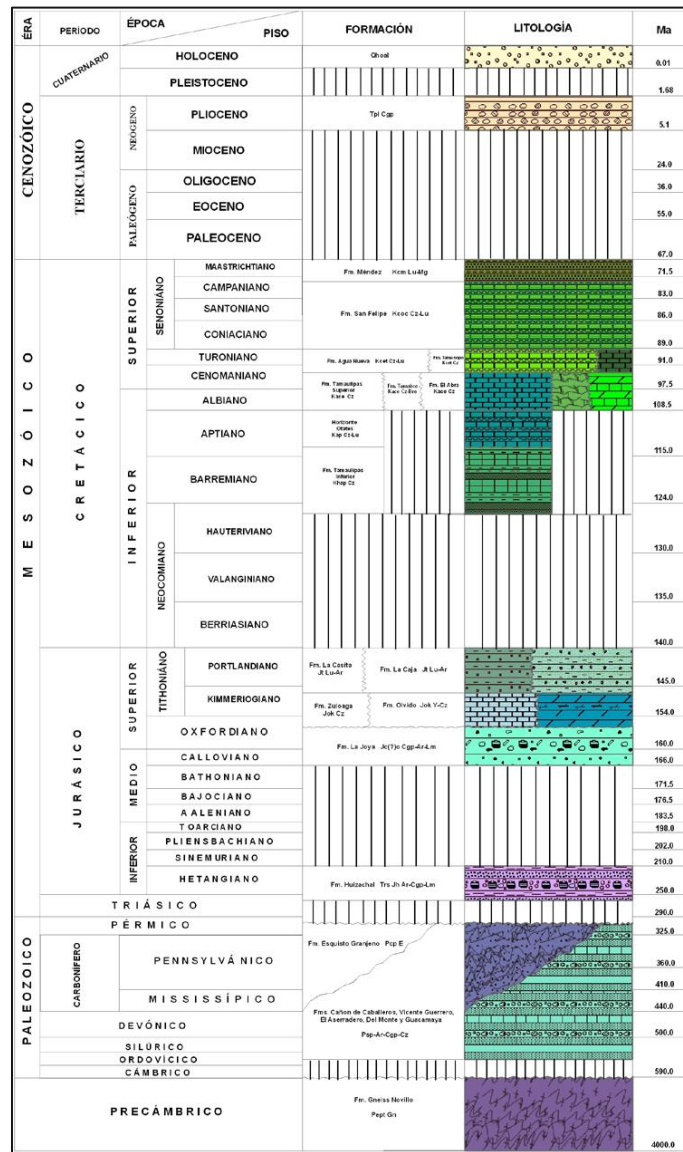 ÉRA
PERÍODO
ÉPOCA
PISO
FORMACIÓN
LITOLOGÍA
Ma
CENOZÓICO
CUATERNARIO
HOLOCENO
Qhoal
0.01
PLEISTOCENO
1.68
TERCIARIO
NEOGENO
PLIOCENO
Tpl Cgp
5.1
MIOCENO
24.0
PALEÓGENO
OLIGOCENO
36.0
EOCENO
55.0
PALEOCENO
67.0
MESOZÓICO
CRETÁCICO
SUPERIOR
SENONIÁNO
MAASTRICHTIANO
Fm. Méndez Kcm Lu-Mg
71.5
CAMPANIANO
83.0
SANTONIANO
Fm. San Felipe Kcoc Cz-Lu
86.0
CONIACIANO
89.0
TURONIANO
Fm. Agua Nueva Kcet Cz-Lu
91.0
CENOMANIANO
Fm. Tamaulipas
Superior
Kace Cz
Fm. El Abra
Kace Cz
97.5
INFERIOR
ALBIANO
108.5
APTIANO
Horizonte
Otates
Kap Cz-Lu
115.0
BARREMIANO
Fm. Tamaulipas
Inferior
Khap Cz
124.0
NEOCOMIANO
HAUTERIVIANO
130.0
VALANGINIANO
135.0
BERRIASIANO
140.0
JURÁSICO
SUPERIOR
TITHONIÁNO
PORTLANDIANO
Fm. La Casita
Jt Lu-Ar
Fm. La Caja Jt Lu-Ar
145.0
KIMMERIOGIANO
Fm. Zuloaga
Jok Cz
Fm. Olvido Jok Y-Cz
154.0
OXFORDIANO
160.0
MEDIO
CALLOVIANO
Fm. La Joya Jc(?)o Cgp-Ar-Lm
166.0
BATHONIANO
171.5
BAJOCIANO
176.5
AALENIANO
183.5
INFERIOR
TOARCIANO
198.0
PLIENSBACHIANO
202.0
SINEMURIANO
210.0
HETANGIANO
Fm. Huizachal Trs Jh Ar-Cgp-Lm
250.0
TRIÁSICO
290.0
PALEOZOICO
PÉRMICO
325.0
CARBONÍFERO
Fm. Esquisto Granjeno Pcp E
PENNSYLVÁNICO
360.0
410.0
MISSISSÍPICO
440.0
DEVÓNICO
Fms. Cañon de Caballeros, Vicente Guerrero,
El Aserradero, Del Monte y Guacamaya
Psp-Ar-Cgp-Cz
500.0
SILÚRICO
ORDOVÍCICO
CÁMBRICO
590.0
PRECÁMBRICO
Fm. Gneiss Novillo
Pept Gn
4000.0